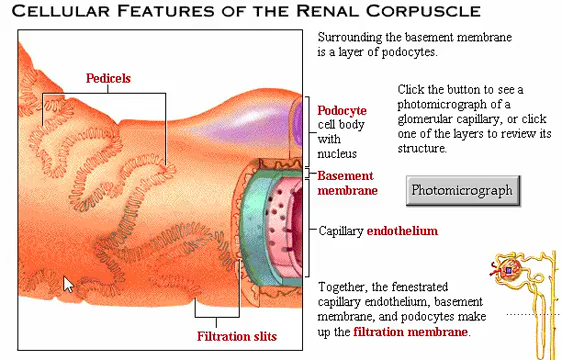 CELLULAR FEATURES OF THE RENAL CORPUSCLE
Surrounding the basement membrane
is a layer of podocytes.
Pedicels
Click the button to see a
photomicrograph of a
glomerular capillary, or click
one of the layers to review its
structure.
Podocyte
cell body
with
nucleus
Basement
membrane
Photomicrograph
Capillary endothelium
Together, the fenestrated
capillary endothelium, basement
membrane, and podocytes make
up the filtration membrane.
Filtration slits